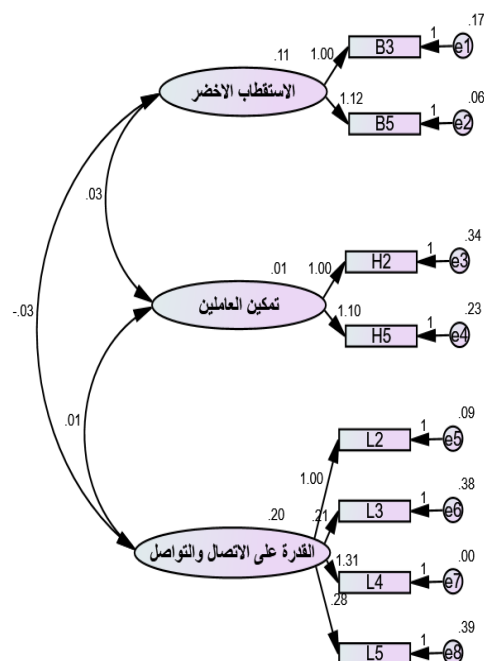 .17
.11 1.00 B3 1 e1
الاستقطاب الاخضر
1.12 .06
B5 1 e2
.03
.34
.01 1.00 H2 1 e3
تمكين العاملين
-.03 1.10 .23
H5 1 e4
.01
.09
L2 1 e5
1.00
.38
.20 .21 L3 1 e6
القدرة على الاتصال والتواصل
1.31 .00
L4 1 e7
.28
.39
L5 1 e8